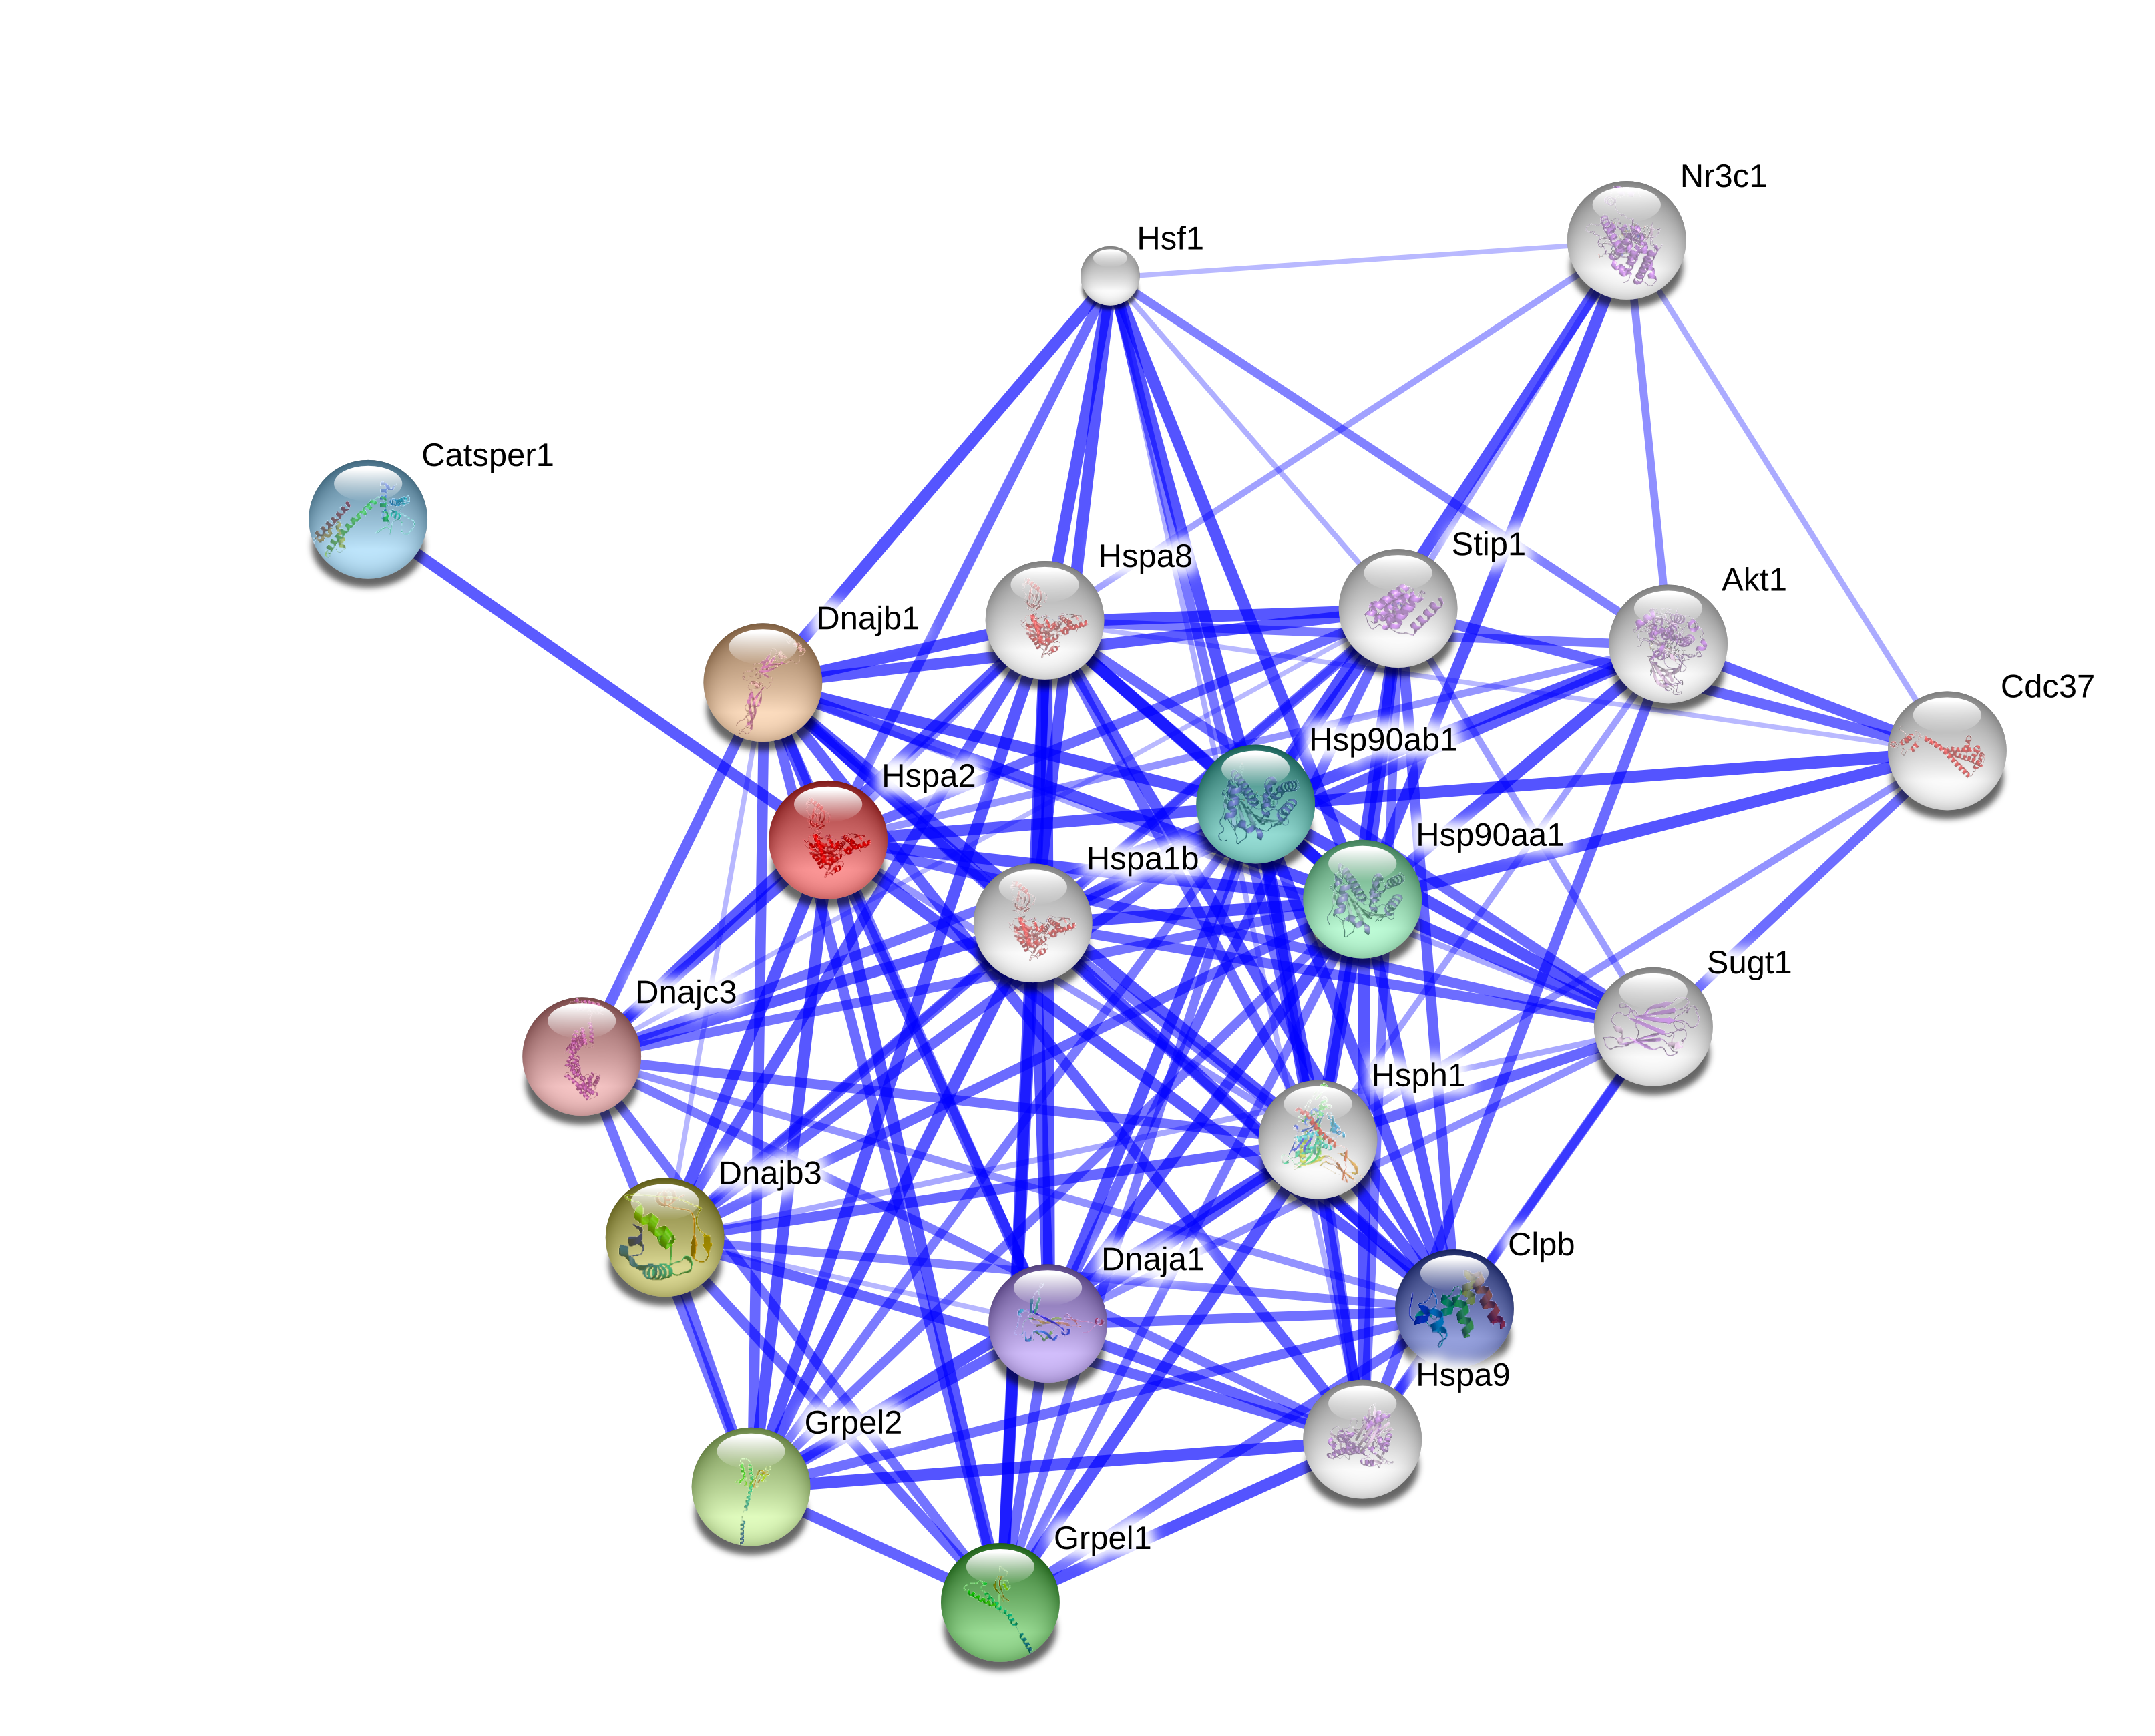 Nr3c1
Hsf1
Catsper1
Stip1
Hspa8
Akt1
Dnajb1
Cdc37
Hsp90ab1
Hspa2
Hsp90aa1
Hspa1b
Sugt1
Dnajc3
Hsph1
Dnajb3
Clpb
Dnaja1
Hspa9
Grpel2
Grpel1